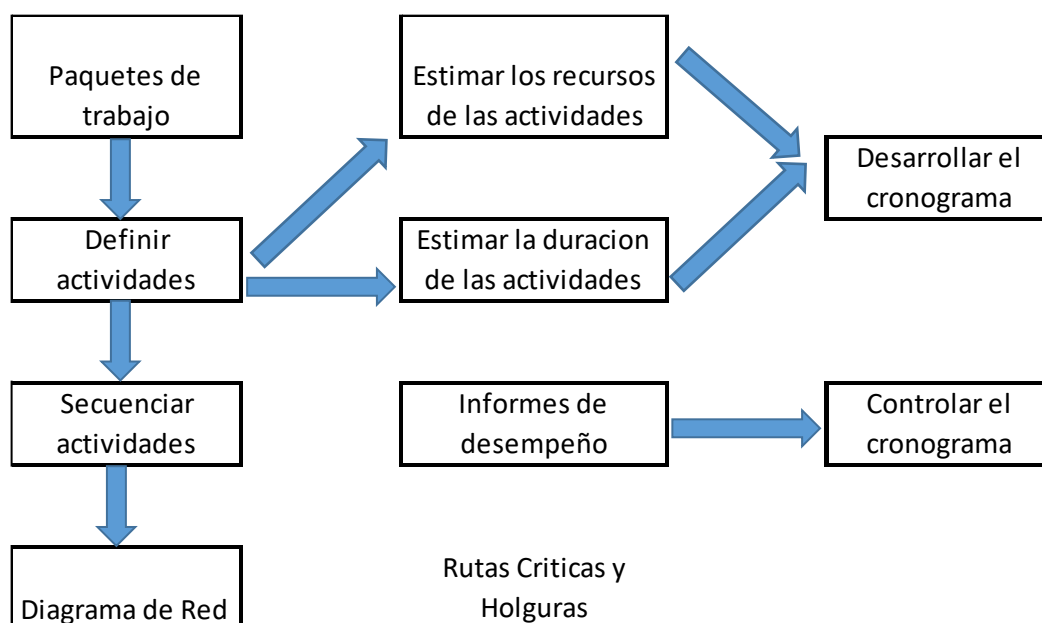 Paquetes de
trabajo
Estimar los recursos
de las actividades
Desarrollar el
cronograma
Definir
actividades
Estimar la duracion
de las actividades
Secuenciar
actividades
Informes de
desempeño
Controlar el
cronograma
Diagrama de Red
Rutas Criticas y
Holguras